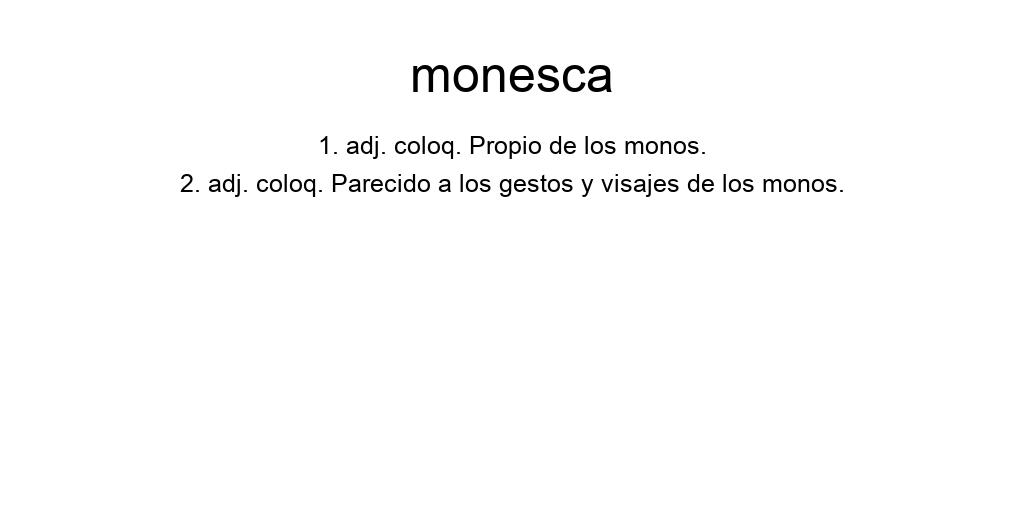 monesca
1. adj. coloq. Propio de los monos.
2. adj. coloq. Parecido a los gestos y visajes de los monos.